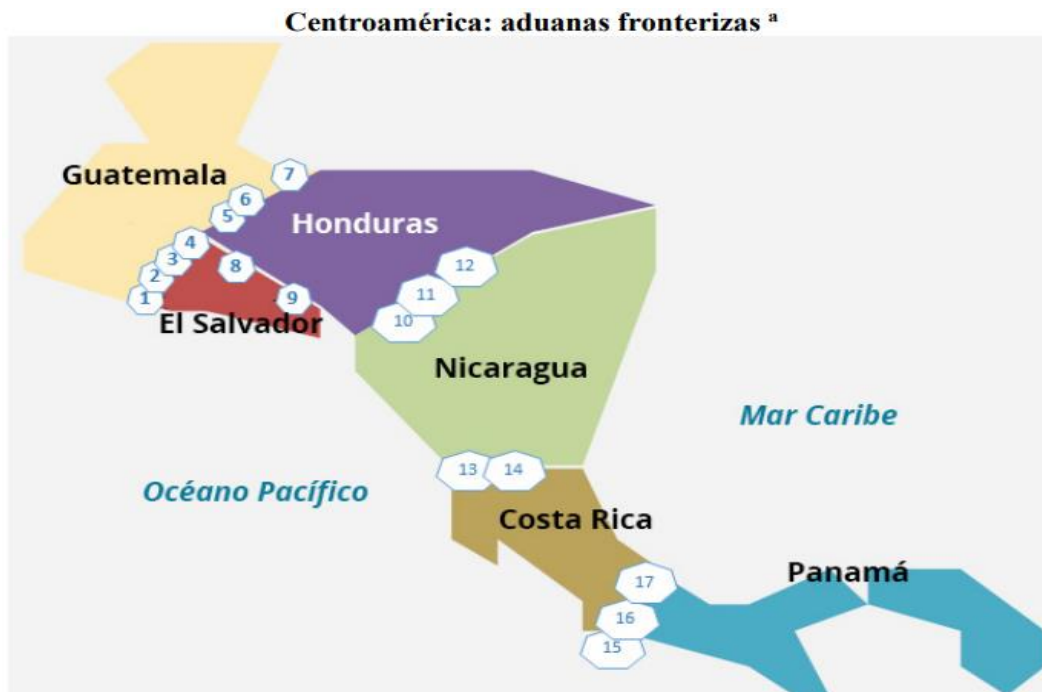 Centroamérica: aduanas fronterizas ª
Guatemala
7
6
5
Honduras
4
3
8
12
2
11
1
9
10
El Salvador
Nicaragua
Mar Caribe
13
14
Océano Pacífico
Costa Rica
Panamá
17
16
15